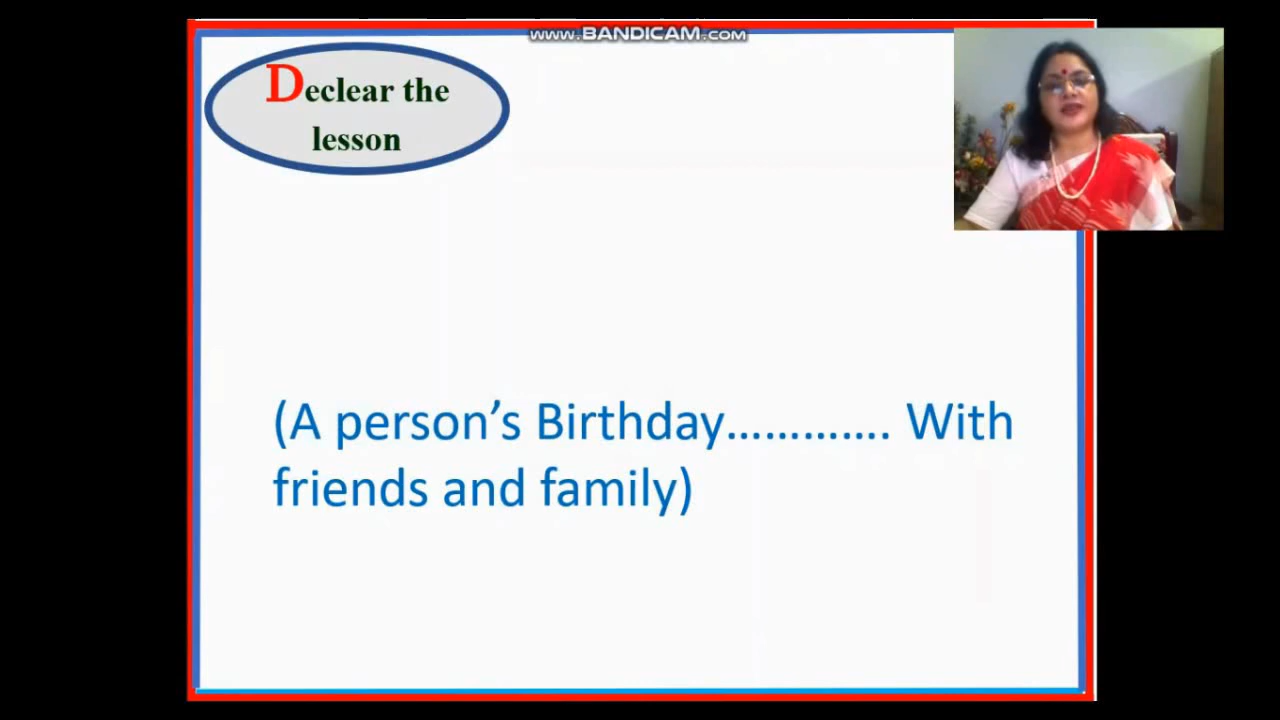 www.BANDICAM.com
Declear the
lesson
(A person’s Birthday…………. With
friends and family)